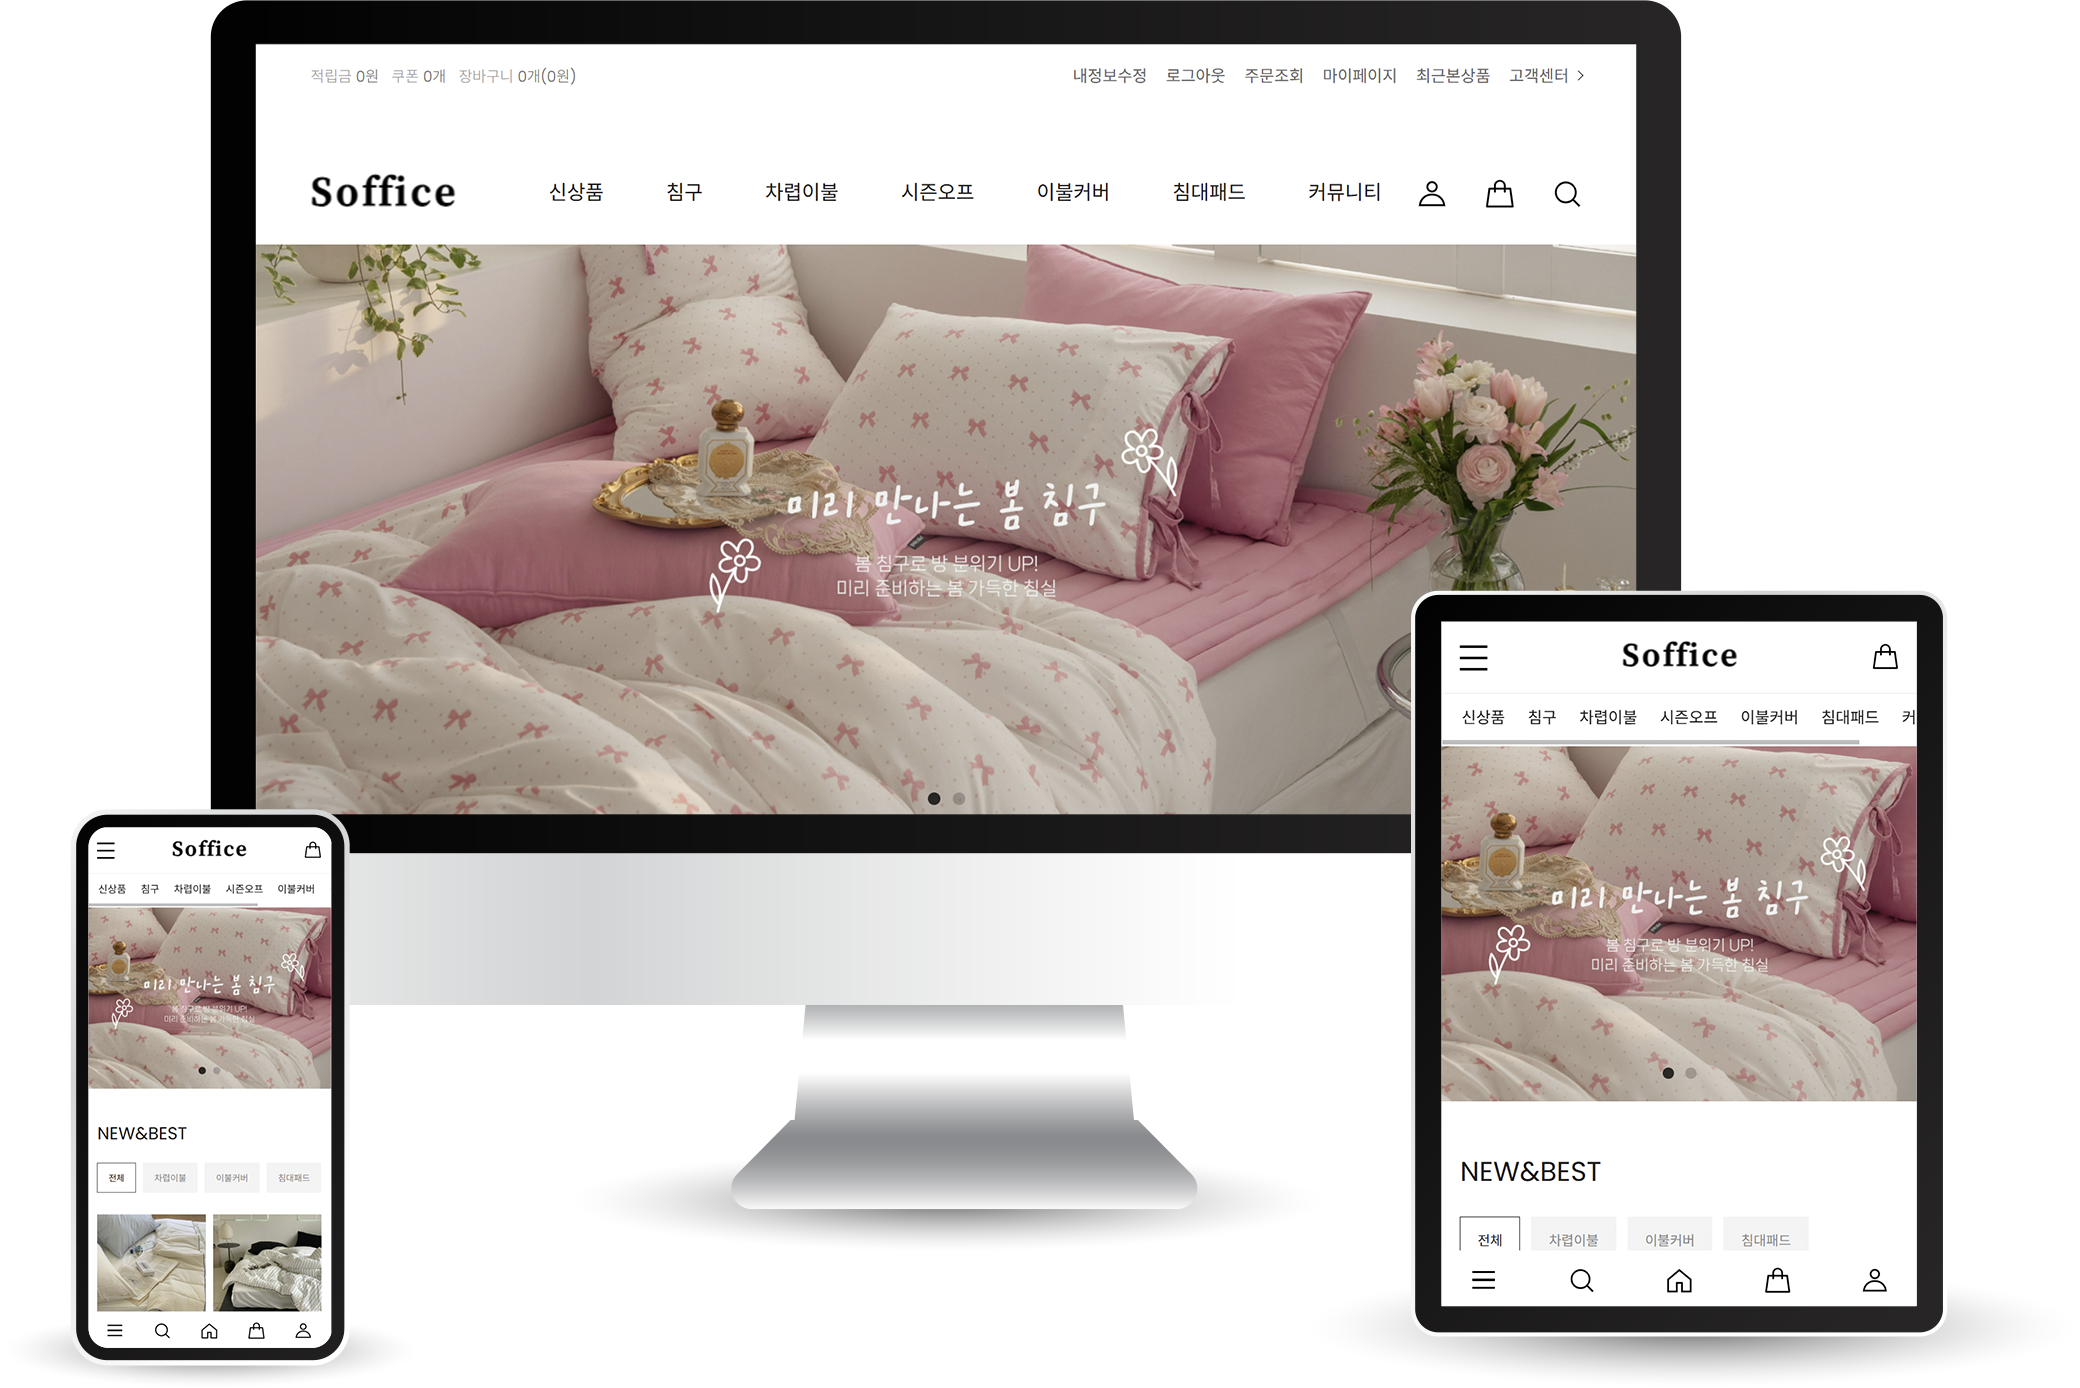 적립금 0원 쿠폰 0개 장바구니 0개(0원)
내정보수정 로그아웃 주문조회 마이페이지 최근본상품 고객센터 >
Soffice
신상품 침구 차렵이불 시즌오프 이불커버 침대패드 커뮤니티
미리 만나는 봄 침구
봄 침구로 방 분위기 UP!
미리 준비하는 봄 가득한 침실
Soffice
신상품 침구 차렵이불 시즌오프 이불커버
미리 만나는 봄 침구
봄 침구로 방 분위기 UP!
미리 준비하는 봄 가득한 침실
NEW&BEST
전체 차렵이불 이불커버 침대패드
Soffice
신상품 침구 차렵이불 시즌오프 이불커버 침대패드 커
미리 만나는 봄 침구
봄 침구로 방 분위기 UP!
미리 준비하는 봄 가득한 침실
NEW&BEST
전체 차렵이불 이불커버 침대패드